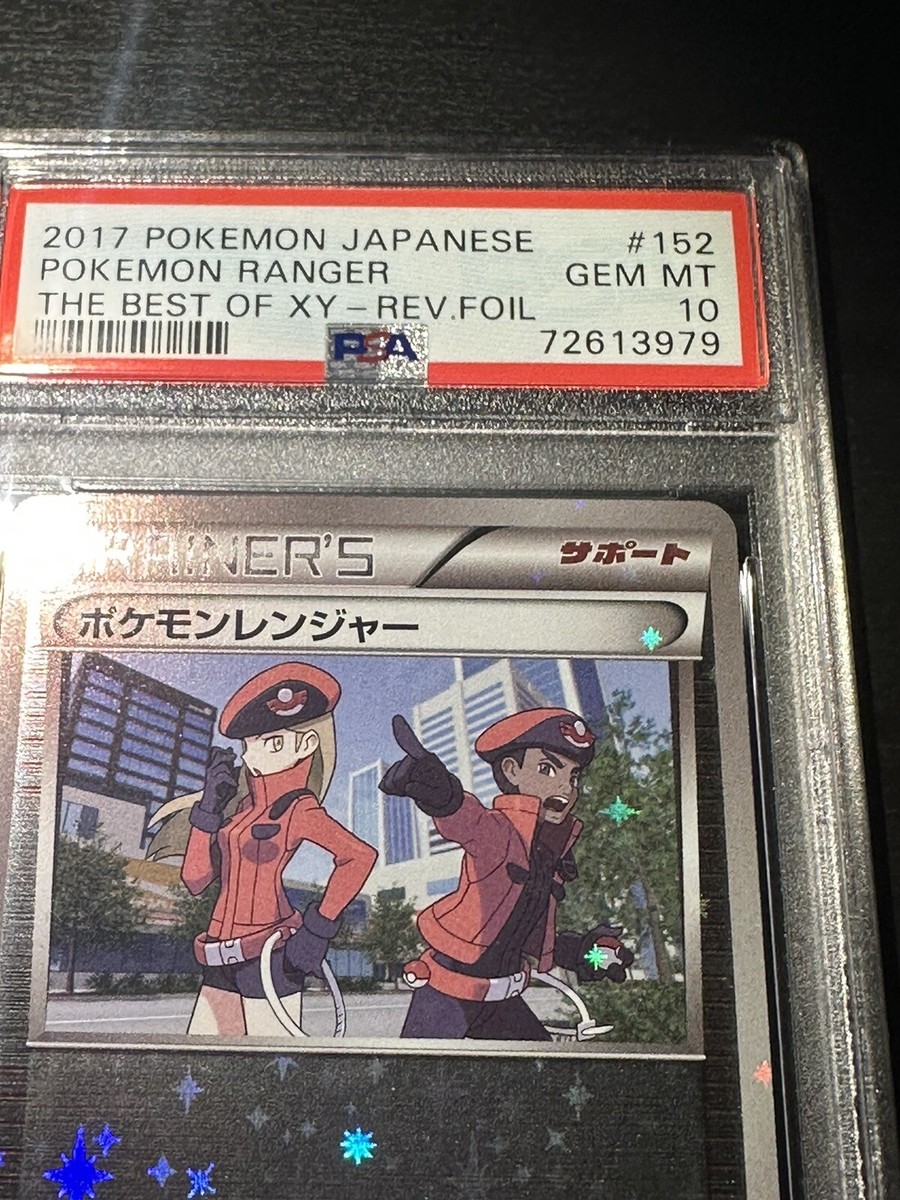 2017 POKEMON JAPANESE #152
POKEMON RANGER GEM MT
THE BEST OF XY-REV.FOIL 10
PSA 72613979
TRAINER'S サポート
ポケモンレンジャー